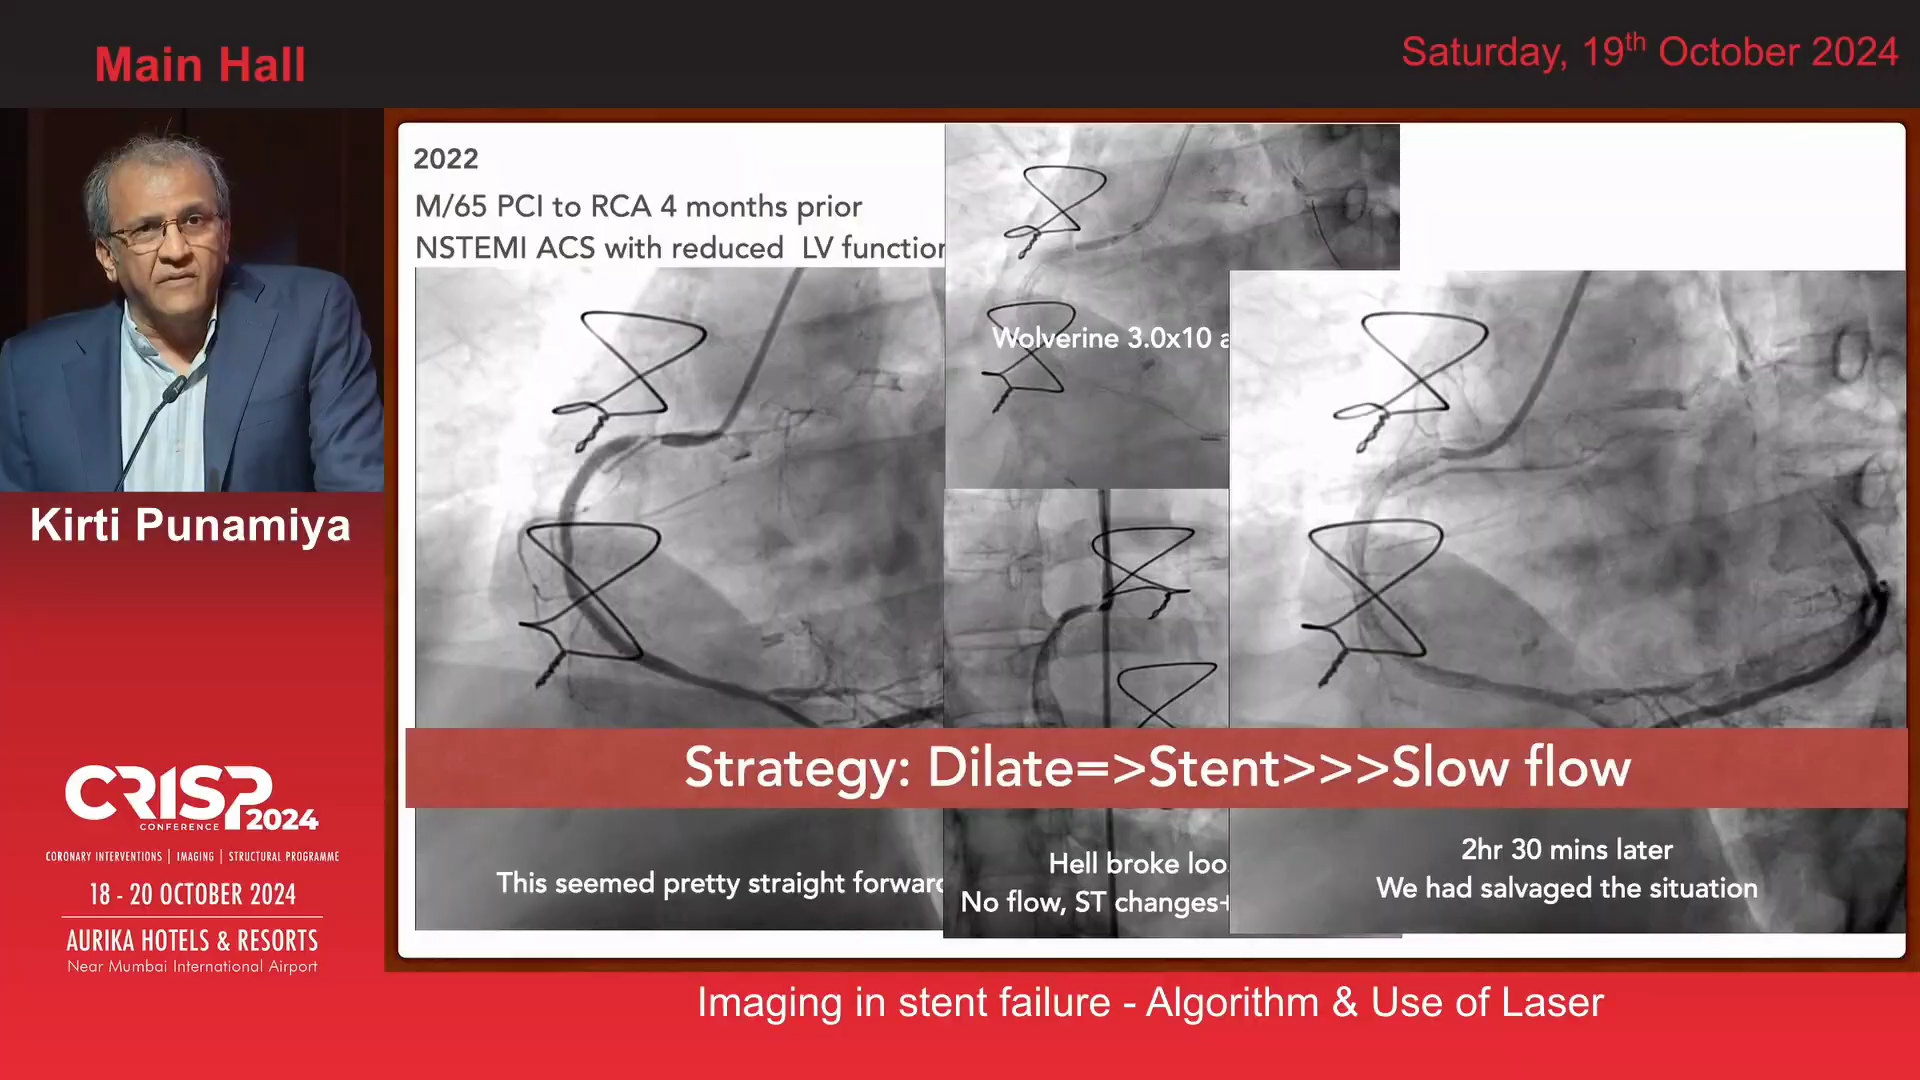 Main Hall
Saturday, 19th October 2024
2022
M/65 PCI to RCA 4 months prior
NSTEMI ACS with reduced LV function
Wolverine 3.0x10
Strategy: Dilate=>Stent>>>Slow flow
This seemed pretty straight forward
Hell broke loo
No flow, ST changes+
2hr 30 mins later
We had salvaged the situation
Kirti Punamiya
CRISP
CONFERENCE 2024
CORONARY INTERVENTIONS | IMAGING | STRUCTURAL PROGRAMME
18 - 20 OCTOBER 2024
AURIKA HOTELS & RESORTS
Near Mumbai International Airport
Imaging in stent failure - Algorithm & Use of Laser